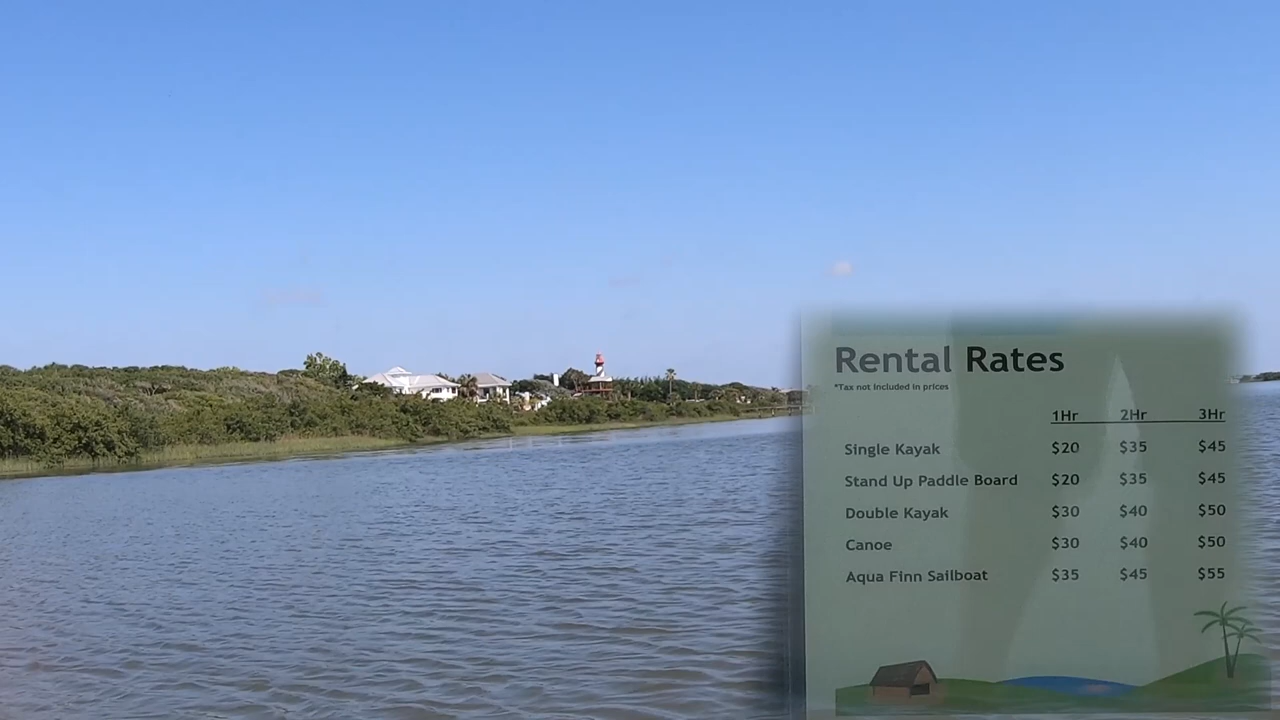 Rental Rates
*Tax not included in prices
1Hr 2Hr 3Hr
Single Kayak $20 $35 $45
Stand Up Paddle Board $20 $35 $45
Double Kayak $30 $40 $50
Canoe $30 $40 $50
Aqua Finn Sailboat $35 $45 $55